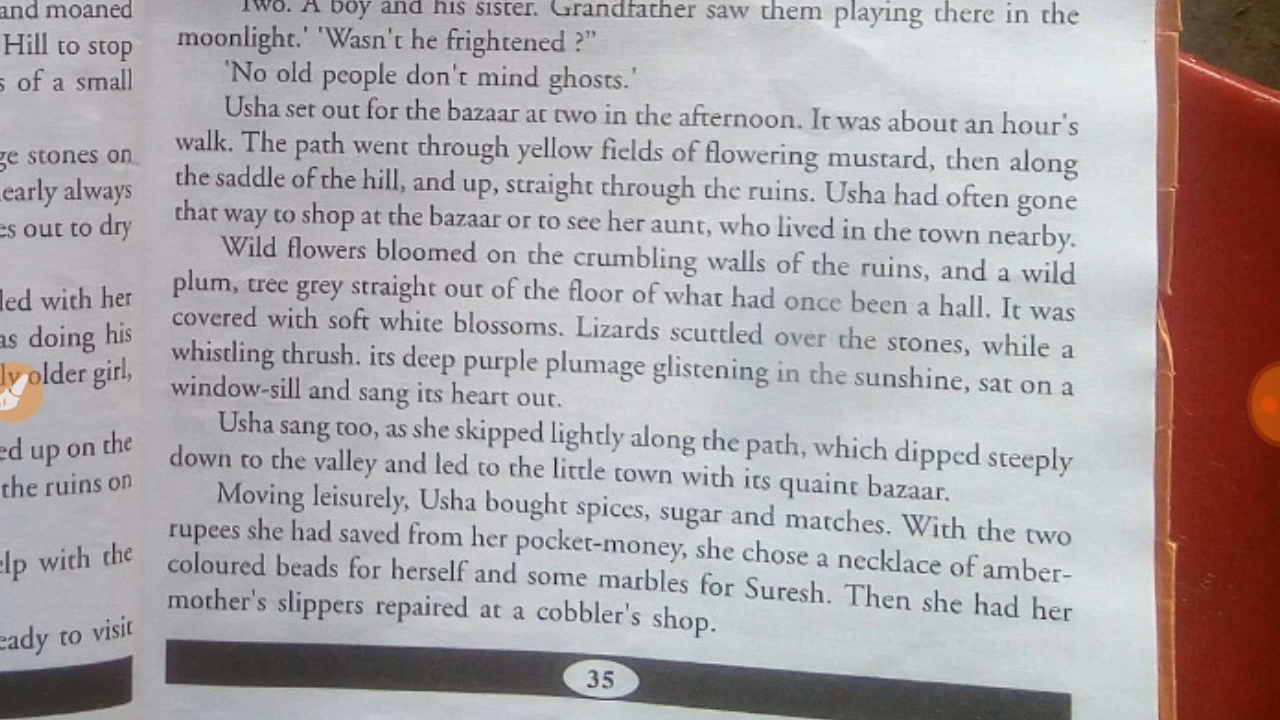 and moaned
Hill to stop
s of a small
ge stones on
early always
es out to dry
led with her
as doing his
ly older girl,
ed up on the
the ruins on
elp with the
eady to visit
Two. A boy and his sister. Grandfather saw them playing there in the
moonlight.' 'Wasn't he frightened ?"
'No old people don't mind ghosts.'
Usha set out for the bazaar at two in the afternoon. It was about an hour's
walk. The path went through yellow fields of flowering mustard, then along
the saddle of the hill, and up, straight through the ruins. Usha had often gone
that way to shop at the bazaar or to see her aunt, who lived in the town nearby.
Wild flowers bloomed on the crumbling walls of the ruins, and a wild
plum, tree grey straight out of the floor of what had once been a hall. It was
covered with soft white blossoms. Lizards scuttled over the stones, while a
whistling thrush. its deep purple plumage glistening in the sunshine, sat on a
window-sill and sang its heart out.
Usha sang too, as she skipped lightly along the path, which dipped steeply
down to the valley and led to the little town with its quaint bazaar.
Moving leisurely, Usha bought spices, sugar and matches. With the two
rupees she had saved from her pocket-money, she chose a necklace of amber-
coloured beads for herself and some marbles for Suresh. Then she had her
mother's slippers repaired at a cobbler's shop.
35